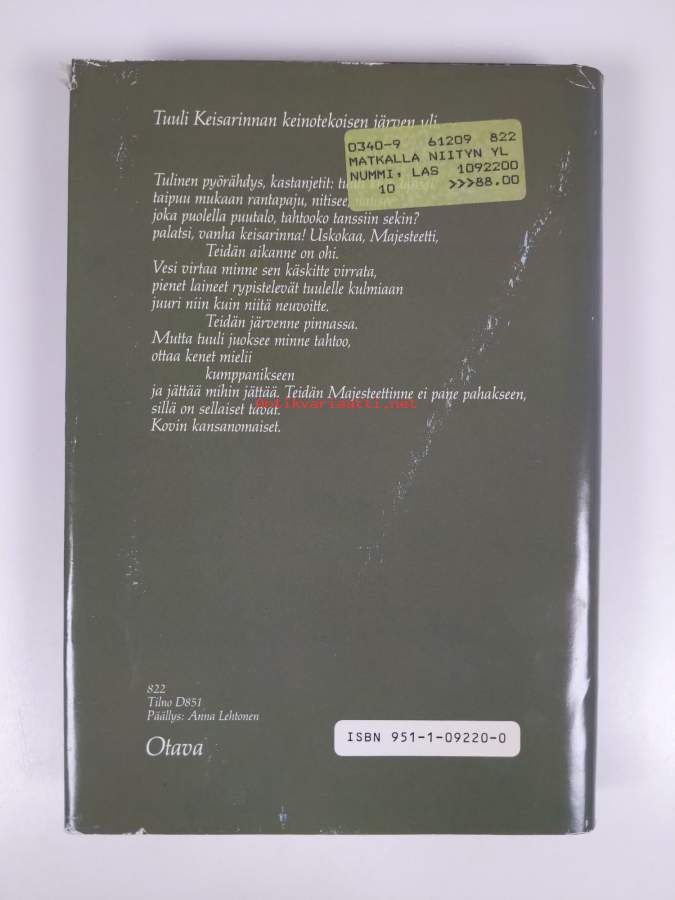 Tuuli Keisarinnan keinotekoisen järven yli
0340-9 61209 822
MATKALLA NIITYN YL
NUMMI, LAS 1092200
10 >>>88.00
Tulinen pyörähdys, kastanjetit:
taipuu mukaan rantapaju, nitisee,
joka puolella puutalo, tahtooko tanssiin sekin?
palatsi, vanha keisarinna! Uskokaa, Majesteetti,
Teidän aikanne on ohi.
Vesi virtaa minne sen käskitte virrata,
pienet laineet rypistelevät tuulelle kulmiaan
juuri niin kuin niitä neuvoitte.
Teidän järvenne pinnassa.
Mutta tuuli juoksee minne tahtoo,
ottaa kenet mielii
kumppanikseen
ja jättää mihin jättää. Teidän Majesteettinne ei pane pahakseen,
antikvariaatti.net
sillä on sellaiset tavat.
Kovin kansanomaiset.
822
Tilno D851
Päällys: Anna Lehtonen
Otava
ISBN 951-1-09220-0